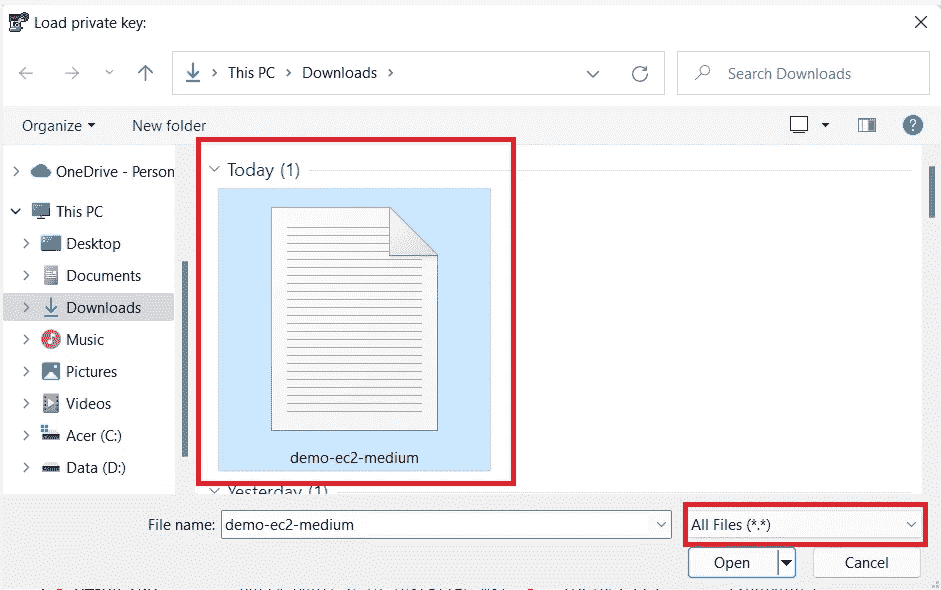 Load private key:
This PC > Downloads >
Search Downloads
Organize
New folder
OneDrive - Person
This PC
Desktop
Documents
Downloads
Music
Pictures
Videos
Acer (C:)
Data (D:)
Today (1)
demo-ec2-medium
Yesterday (1)
File name:
demo-ec2-medium
All Files (*.*)
Open
Cancel